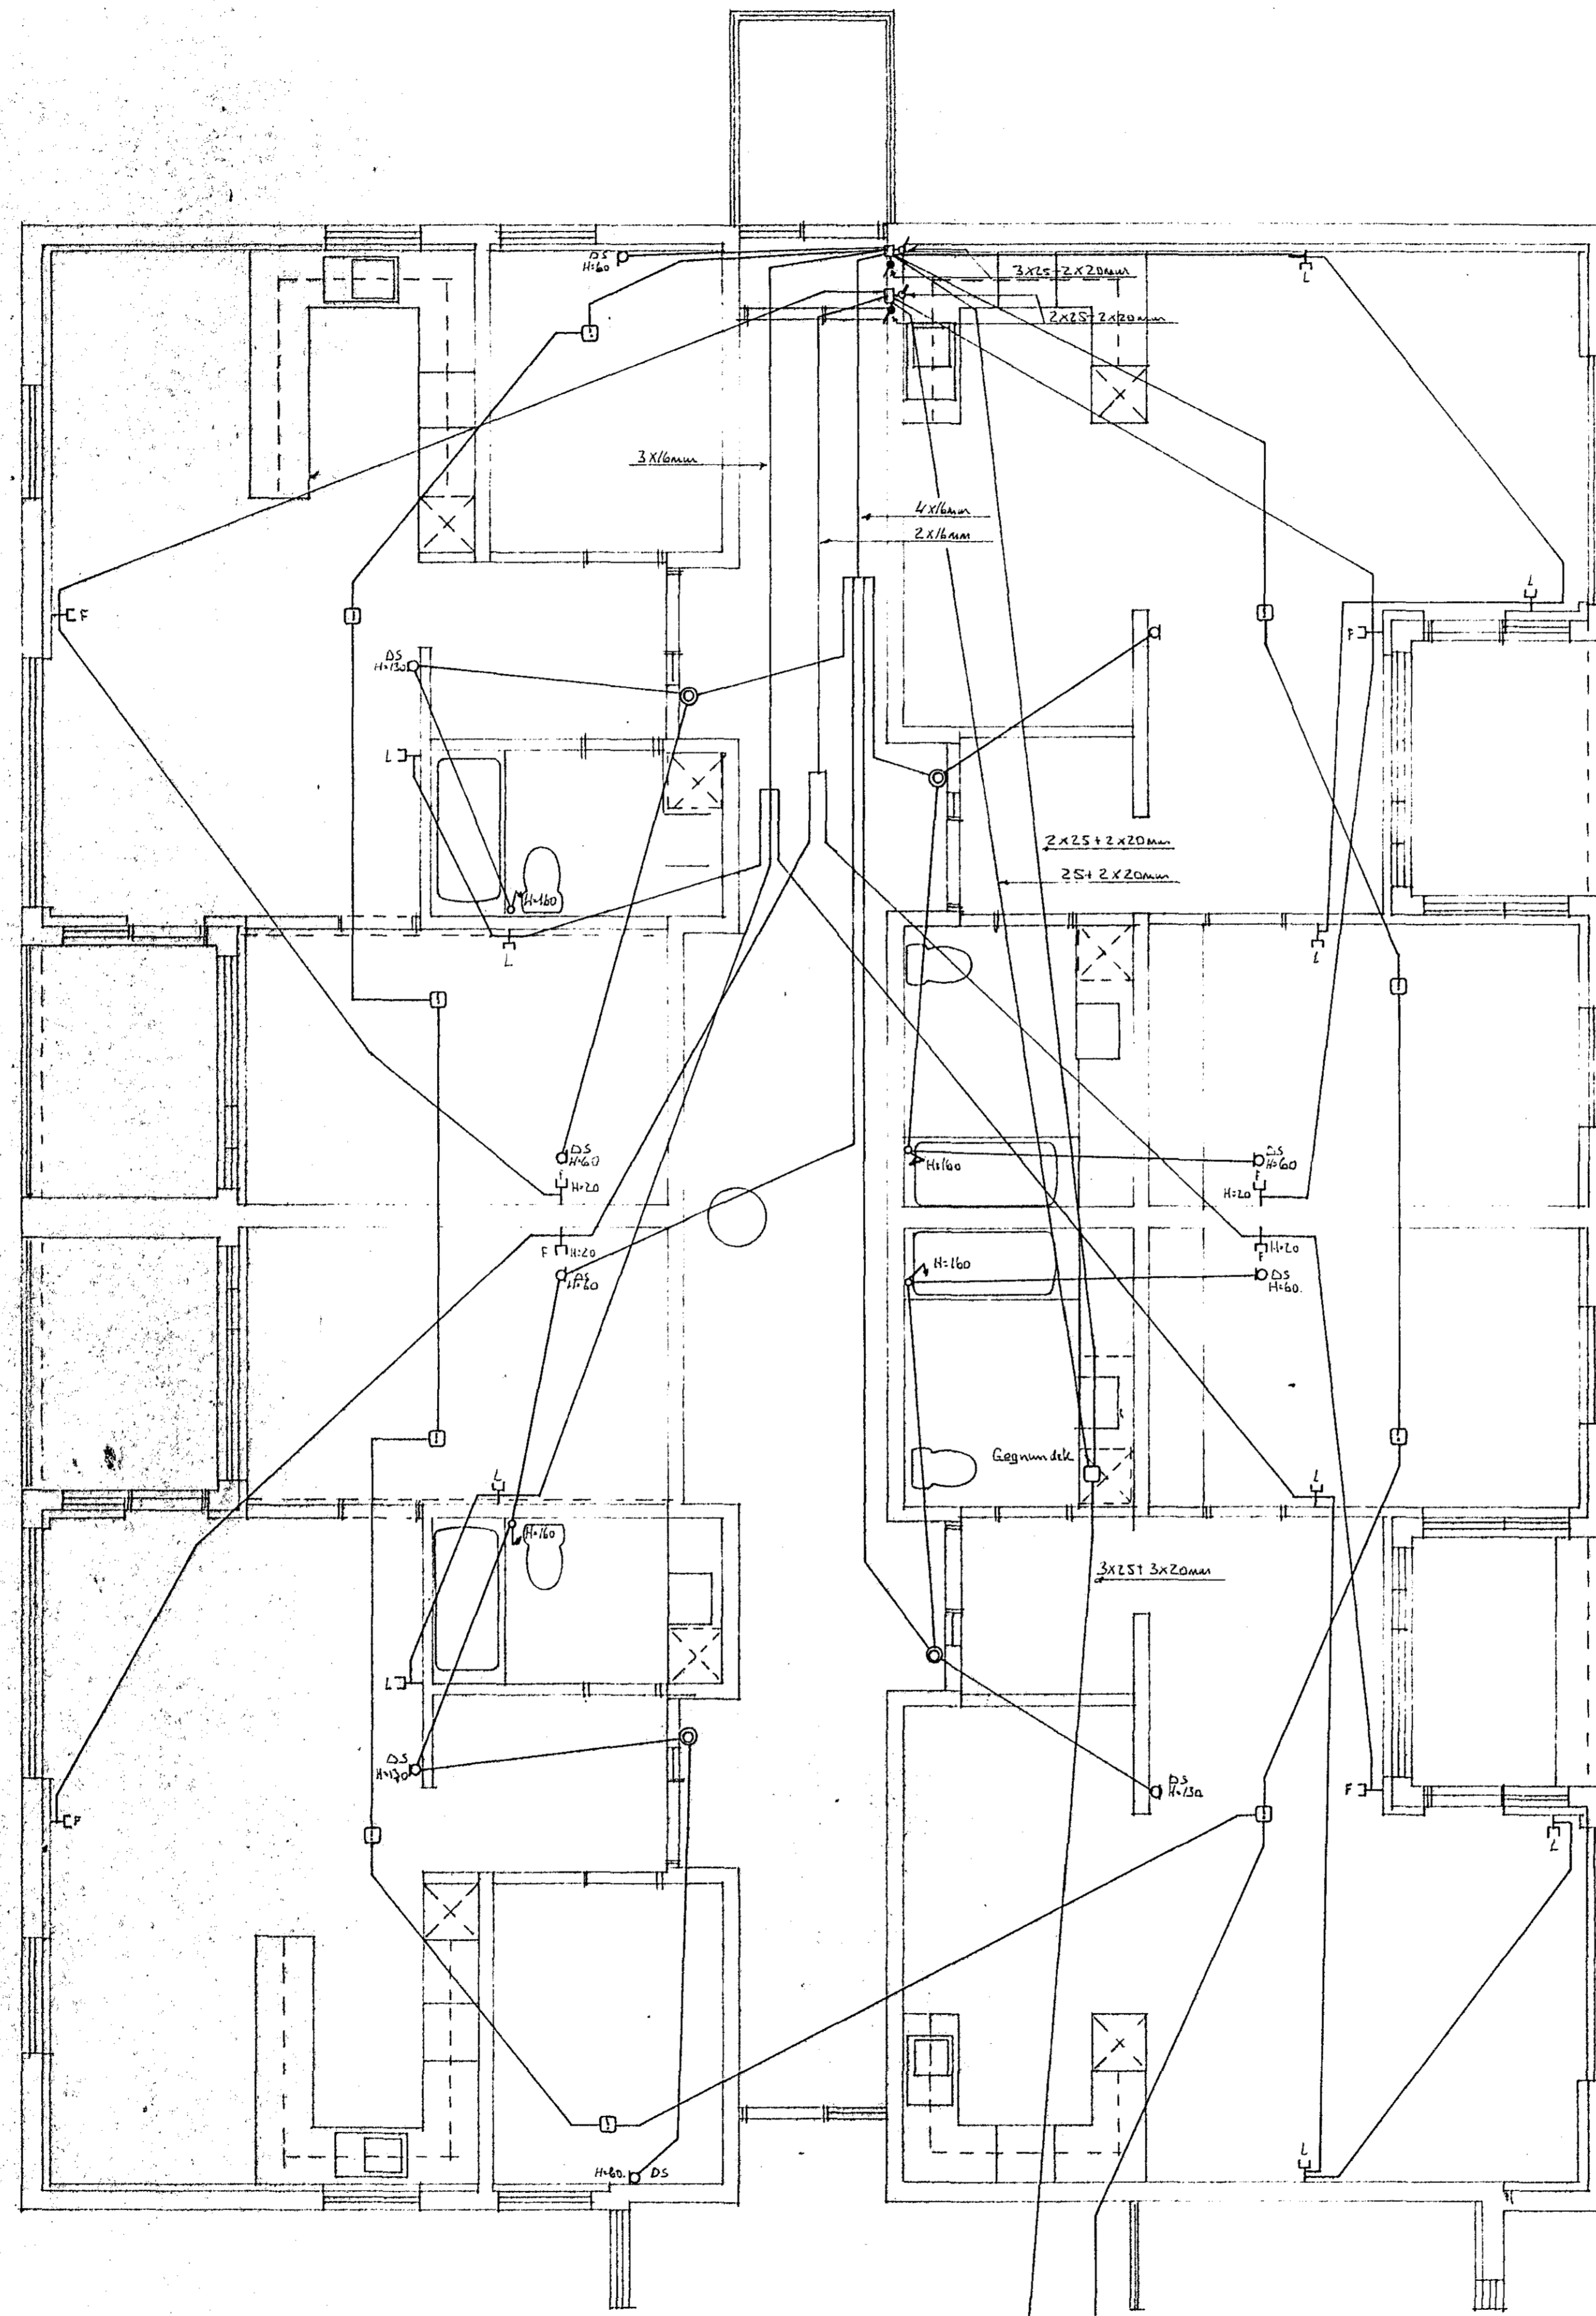 DS
H=60
3x25+2x20mm
L
2x25+2x20mm
3x16mm
4x16mm
2x16mm
L
F
F
DS
H=130
L
2x25+2x20mm
25+2x20mm
H=160
L
L
DS
H=60
F
H=20
H=160
DS
H=60
F
H=20
F H=20
DS
H=60
H=20
F
H=160
DS
H=60.
Gegnumdek
L
L
H=160
3x25+3x20mm
L
DS
H=130
DS
H=130
F
F
L
L
H=60. DS